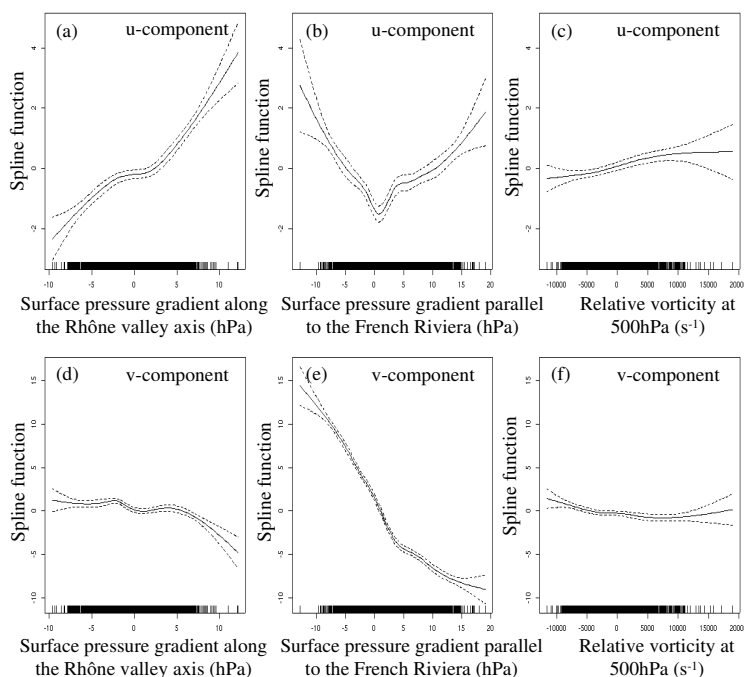 (a) u-component
(b) u-component
(c) u-component
Spline function
4
2
0
-2
Spline function
4
2
0
-2
Spline function
4
2
0
-2
-10 -5 0 5 10
-10 -5 0 5 10 15 20
-10000 -5000 0 5000 10000 15000 2000
Surface pressure gradient along
the Rhône valley axis (hPa)
Surface pressure gradient parallel
to the French Riviera (hPa)
Relative vorticity at
500hPa (s-1)
(d) v-component
(e) v-component
(f) v-component
Spline function
15
10
5
0
-5
-10
Spline function
15
10
5
0
-5
-10
Spline function
15
10
5
0
-5
-10
-10 -5 0 5 10
-10 -5 0 5 10 15 20
-10000 -5000 0 5000 10000 15000 2000
Surface pressure gradient along
the Rhône valley axis (hPa)
Surface pressure gradient parallel
to the French Riviera (hPa)
Relative vorticity at
500hPa (s-1)